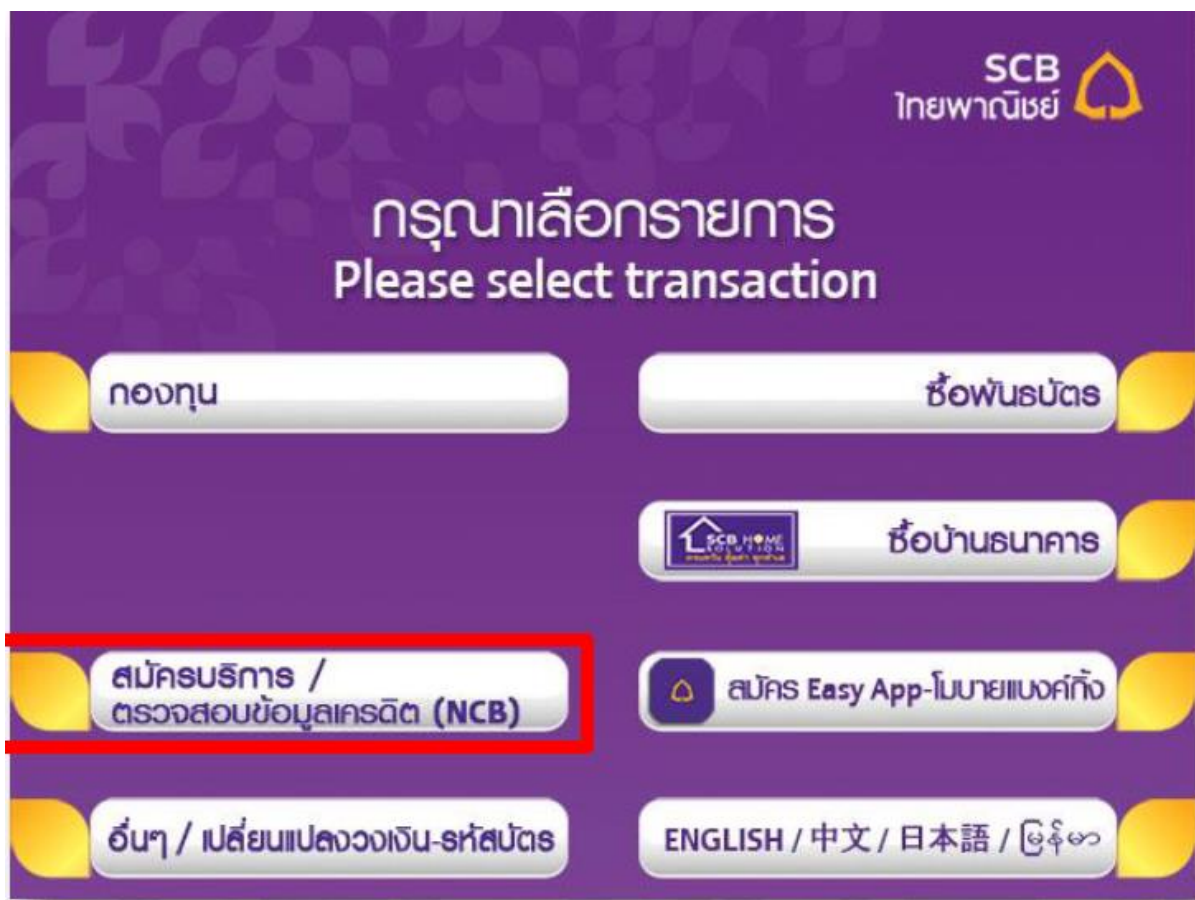 SCB
ไทยพาณิชย์
กรุณาเลือกรายการ
Please select transaction
กองทุน
ซื้อพันธบัตร
SCB HOME
SOLUTION
ซื้อบ้านธนาคาร
สมัครบริการ /
ตรวจสอบข้อมูลเครดิต (NCB)
สมัคร Easy App-โมบายแบงค์กิ้ง
อื่นๆ / เปลี่ยนแปลงวงเงิน-รหัสบัตร
ENGLISH / 中文 / 日本語 / မြန်မာ